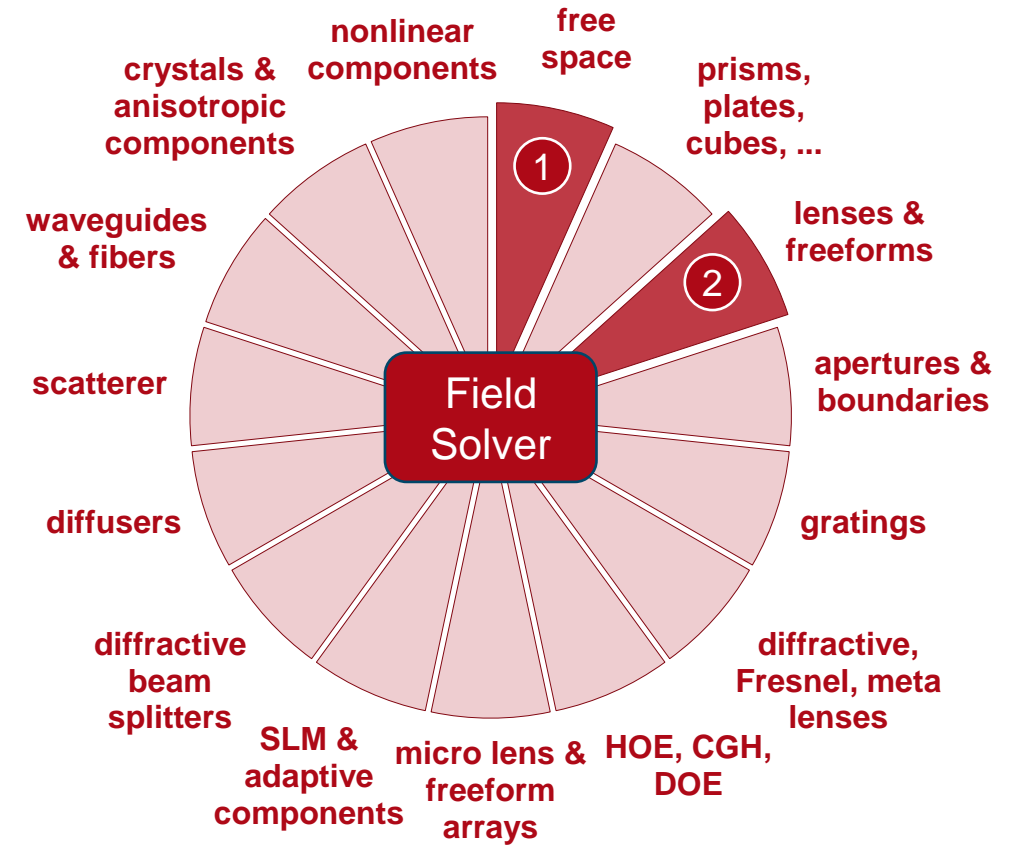 free
space
1
prisms,
plates,
cubes, ...
lenses &
freeforms
2
apertures &
boundaries
gratings
diffractive,
Fresnel, meta
lenses
HOE, CGH,
DOE
micro lens &
freeform
arrays
SLM &
adaptive
components
diffractive
beam
splitters
diffusers
scatterer
waveguides
& fibers
crystals &
anisotropic
components
nonlinear
components
Field
Solver